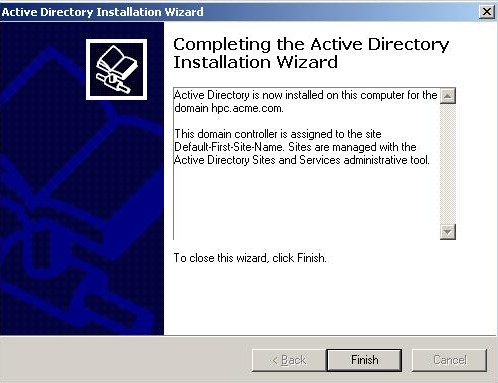 Active Directory Installation Wizard
Completing the Active Directory
Installation Wizard
Active Directory is now installed on this computer for the
domain hpc.acme.com.
This domain controller is assigned to the site
Default-First-Site-Name. Sites are managed with the
Active Directory Sites and Services administrative tool.
To close this wizard, click Finish.
< Back
Finish
Cancel